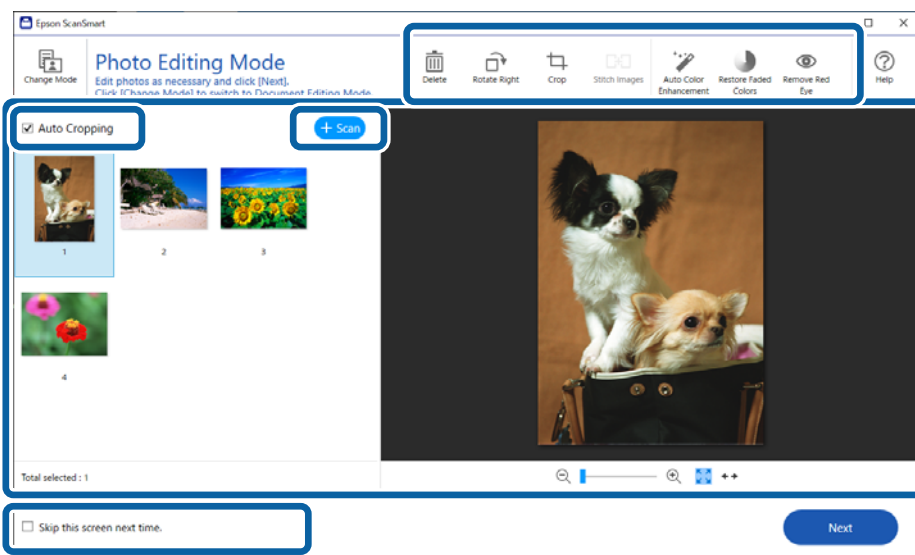 Epson ScanSmart
Change Mode
Photo Editing Mode
Edit photos as necessary and click [Next].
Click [Change Mode] to switch to Document Editing Mode
Delete
Rotate Right
Crop
Stitch Images
Auto Color
Enhancement
Restore Faded
Colors
Remove Red
Eye
Help
Auto Cropping
+ Scan
1
2
3
4
Total selected : 1
Skip this screen next time.
Next